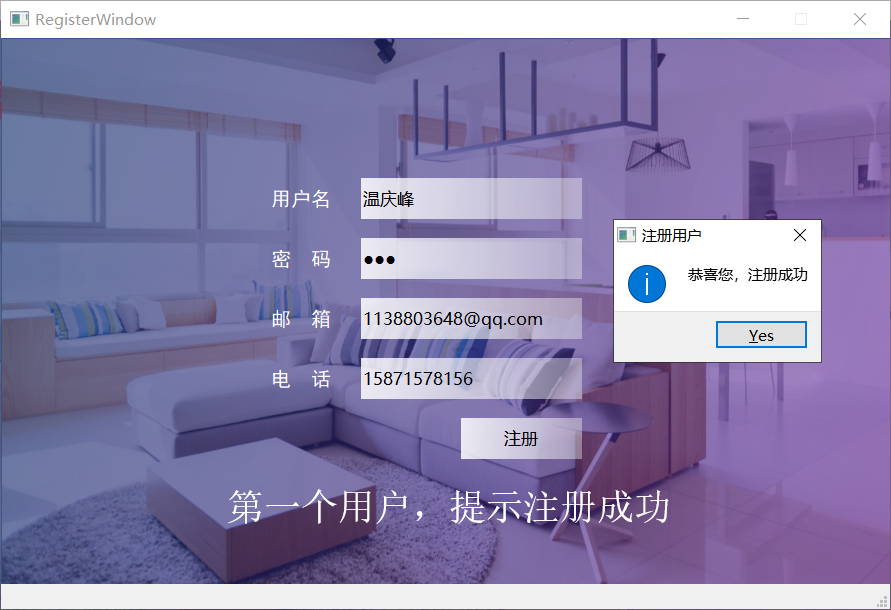 RegisterWindow
用户名 温庆峰
密 码 ●●●
邮 箱 1138803648@qq.com
电 话 15871578156
注册
注册用户
恭喜您，注册成功
Yes
第一个用户，提示注册成功